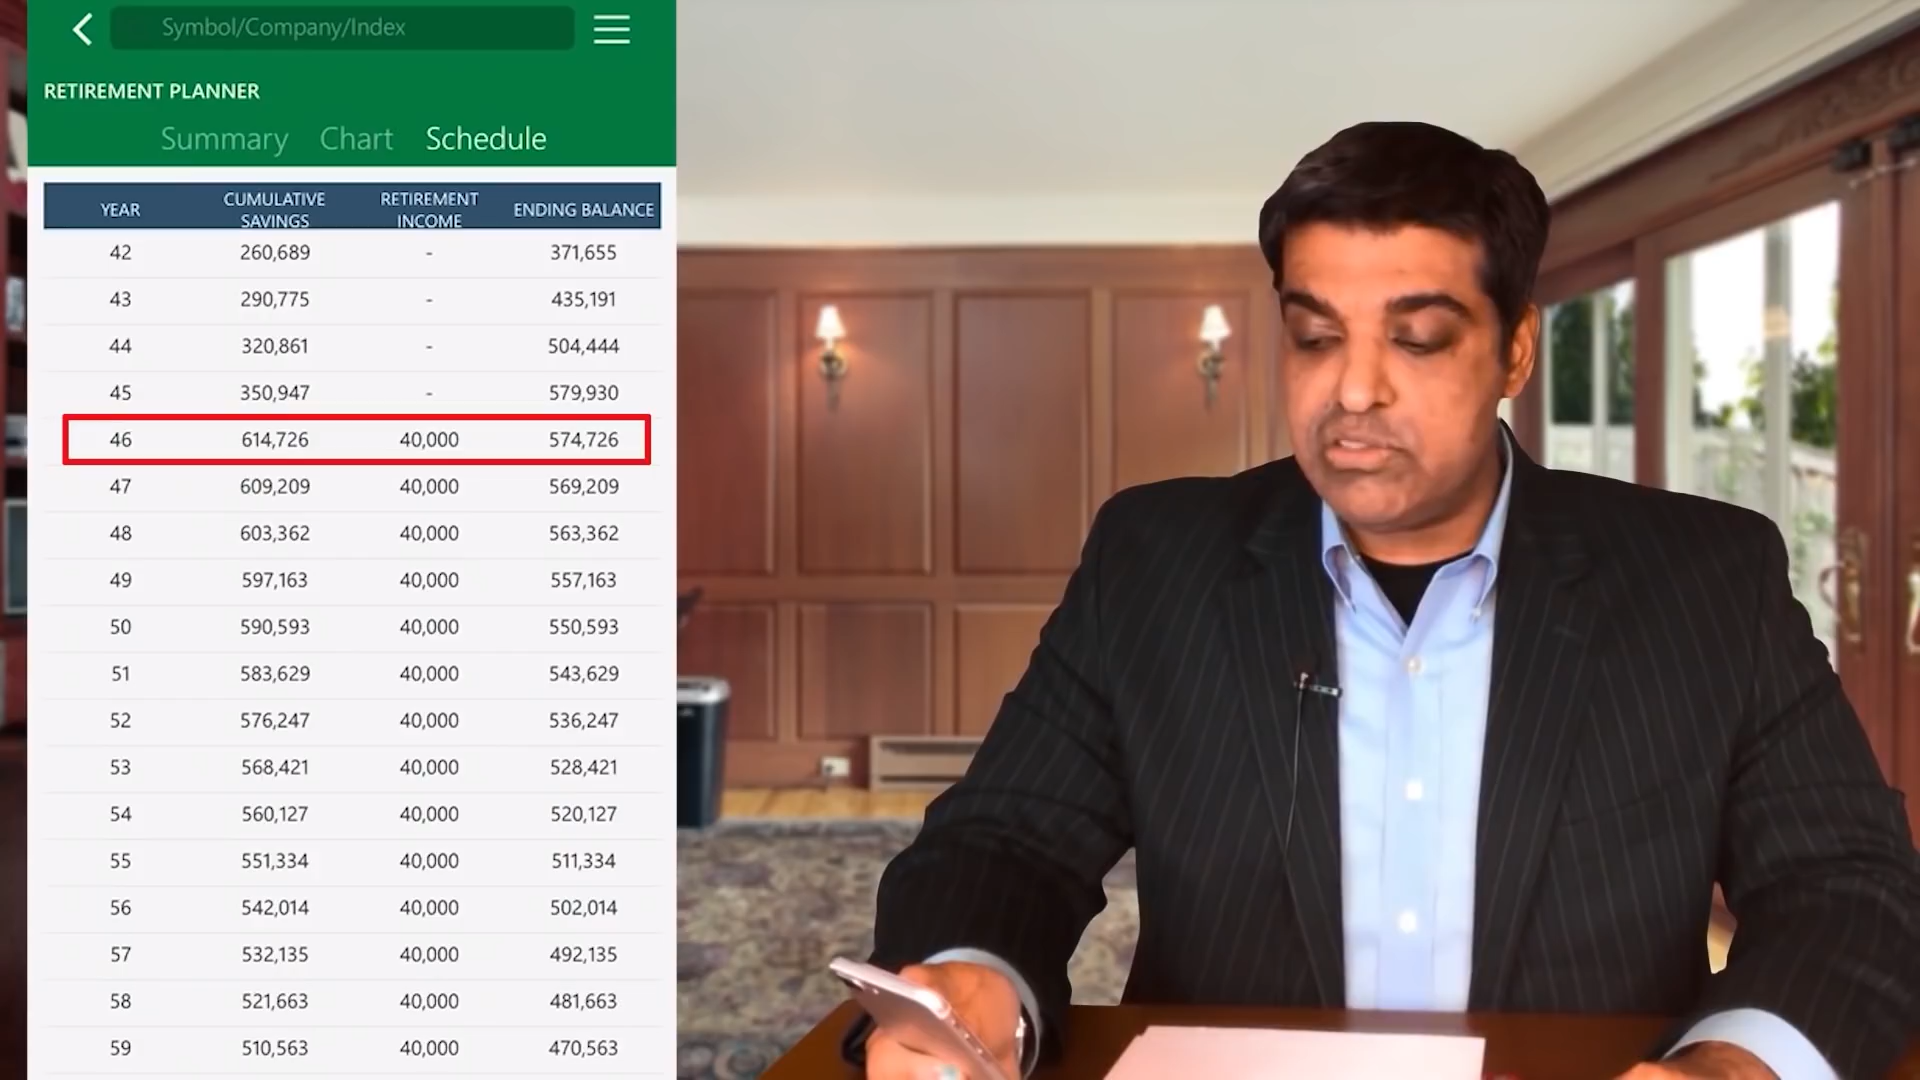 Symbol/Company/Index
RETIREMENT PLANNER
Summary Chart Schedule
YEAR CUMULATIVE SAVINGS RETIREMENT INCOME ENDING BALANCE
42 260,689 - 371,655
43 290,775 - 435,191
44 320,861 - 504,444
45 350,947 - 579,930
46 614,726 40,000 574,726
47 609,209 40,000 569,209
48 603,362 40,000 563,362
49 597,163 40,000 557,163
50 590,593 40,000 550,593
51 583,629 40,000 543,629
52 576,247 40,000 536,247
53 568,421 40,000 528,421
54 560,127 40,000 520,127
55 551,334 40,000 511,334
56 542,014 40,000 502,014
57 532,135 40,000 492,135
58 521,663 40,000 481,663
59 510,563 40,000 470,563